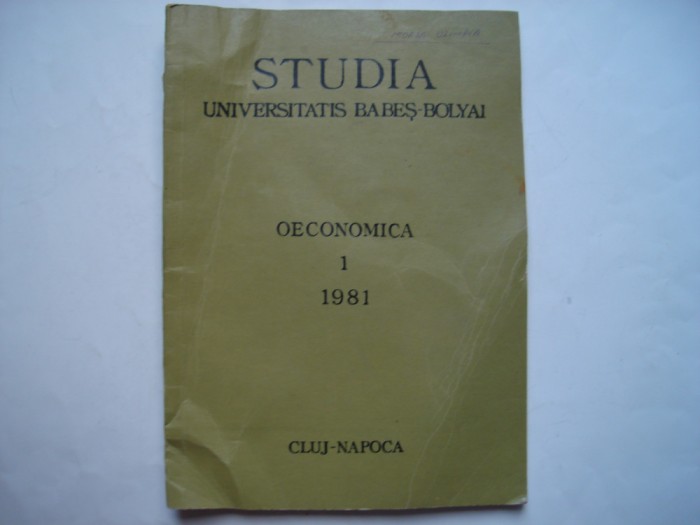 STUDIA
UNIVERSITATIS BABEŞ-BOLYAI
OECONOMICA
1
1981
CLUJ-NAPOCA